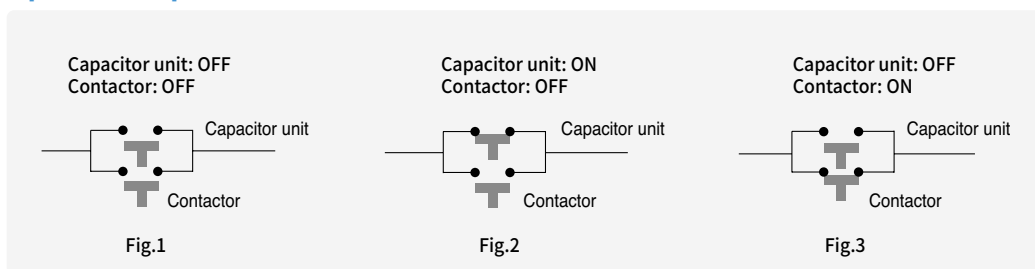 Capacitor unit: OFF
Contactor: OFF
Capacitor unit
Contactor
Fig.1
Capacitor unit: ON
Contactor: OFF
Capacitor unit
Contactor
Fig.2
Capacitor unit: OFF
Contactor: ON
Capacitor unit
Contactor
Fig.3